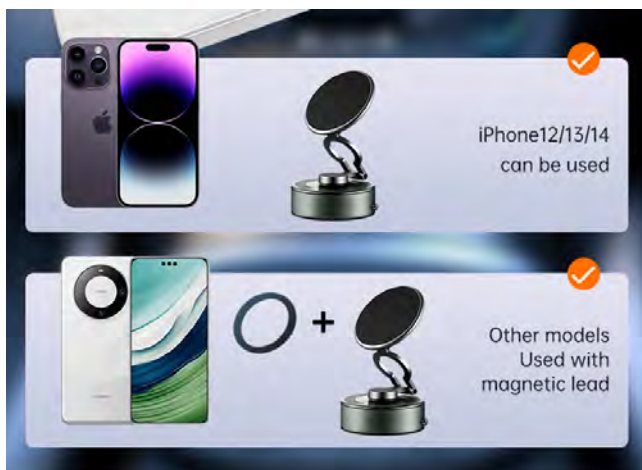 iPhone12/13/14
can be used
Other models
Used with
magnetic lead